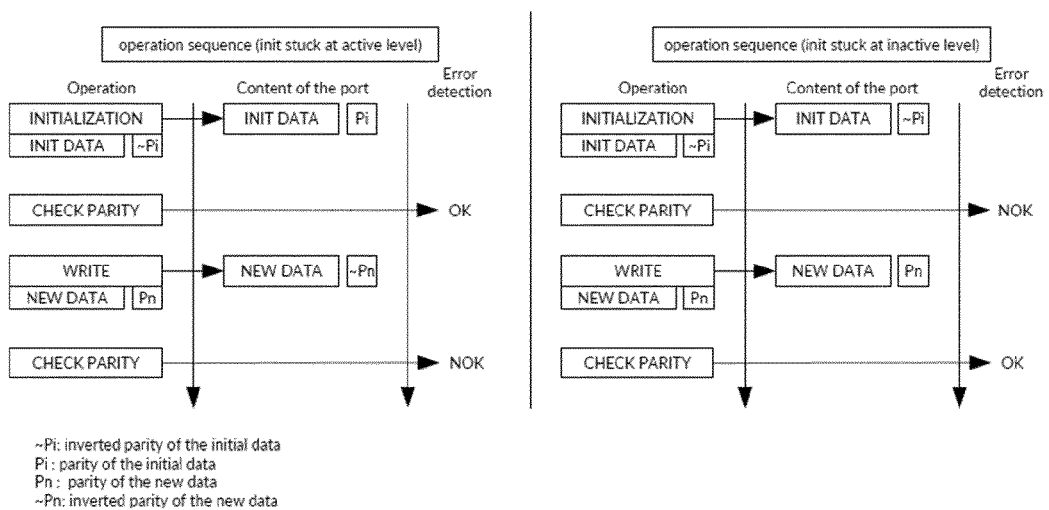 operation sequence (init stuck at active level)
Operation
Content of the port
Error
detection
INITIALIZATION
INIT DATA
Pi
INIT DATA
~Pi
CHECK PARITY
OK
WRITE
NEW DATA
~Pn
NEW DATA
Pn
CHECK PARITY
NOK
operation sequence (init stuck at inactive level)
Operation
Content of the port
Error
detection
INITIALIZATION
INIT DATA
~Pi
INIT DATA
~Pi
CHECK PARITY
NOK
WRITE
NEW DATA
Pn
NEW DATA
Pn
CHECK PARITY
OK
~Pi: inverted parity of the initial data
Pi : parity of the initial data
Pn : parity of the new data
~Pn: inverted parity of the new data